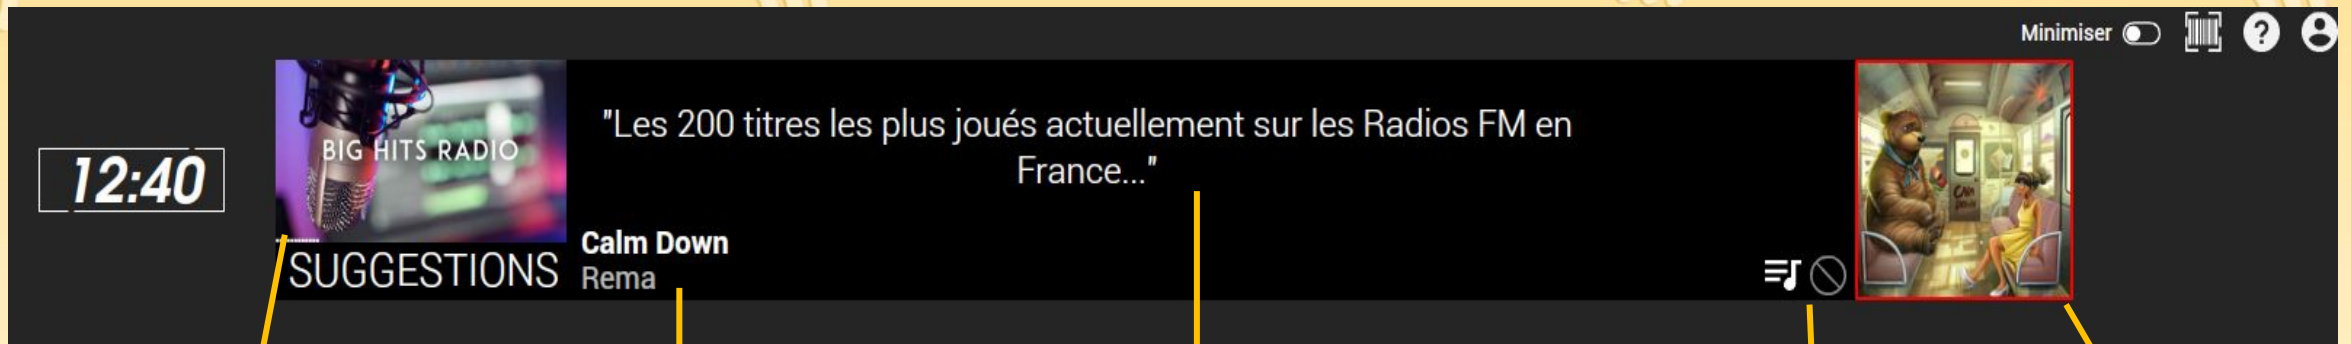 Minimiser
?
12:40
BIG HITS RADIO
SUGGESTIONS
"Les 200 titres les plus joués actuellement sur les Radios FM en
France..."
Calm Down
Rema